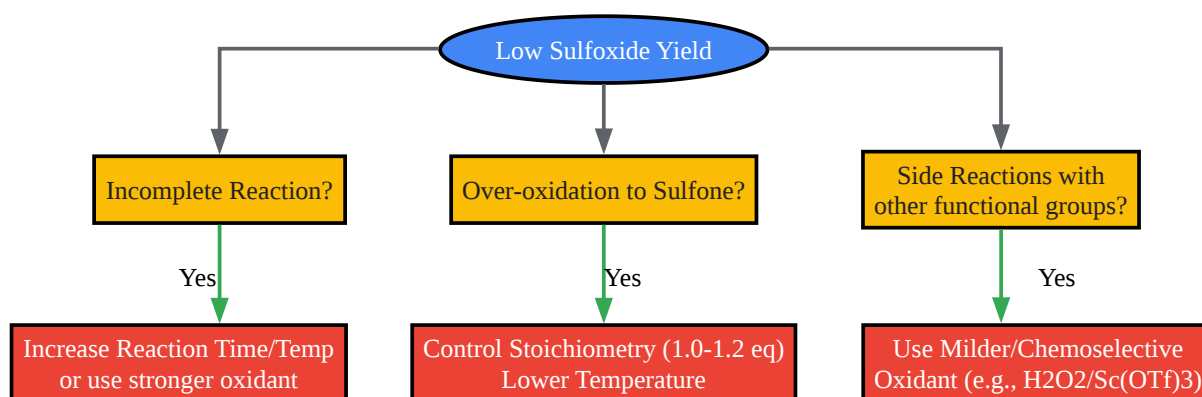 Low Sulfoxide Yield
Incomplete Reaction?
Over-oxidation to Sulfone?
Side Reactions with
other functional groups?
Yes
Yes
Yes
Increase Reaction Time/Temp
or use stronger oxidant
Control Stoichiometry (1.0-1.2 eq)
Lower Temperature
Use Milder/Chemoselective
Oxidant (e.g., H2O2/Sc(OTf)3)